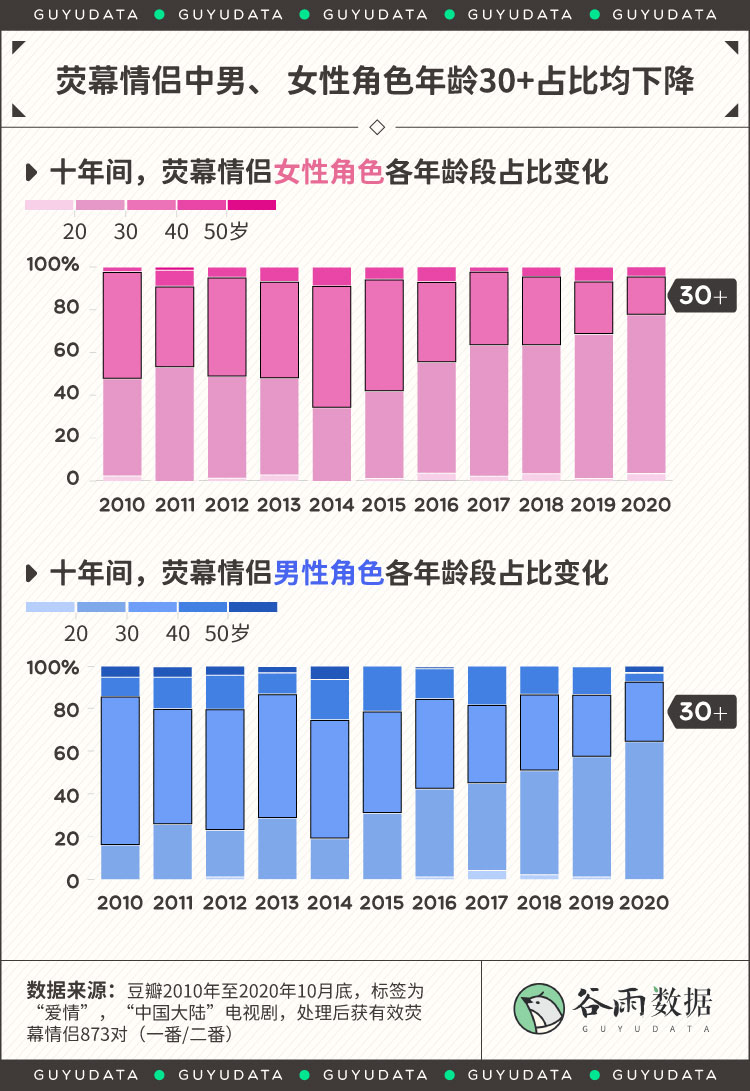 GUYUDATA GUYUDATA GUYUDATA GUYUDATA GUYUDATA
荧幕情侣中男、 女性角色年龄30+占比均下降
十年间，荧幕情侣女性角色各年龄段占比变化
20 30 40 50岁
100%
80
60
40
20
0
30+
2010 2011 2012 2013 2014 2015 2016 2017 2018 2019 2020
十年间，荧幕情侣男性角色各年龄段占比变化
20 30 40 50岁
100%
80
60
40
20
0
30+
2010 2011 2012 2013 2014 2015 2016 2017 2018 2019 2020
数据来源：豆瓣2010年至2020年10月底，标签为
“爱情”，“中国大陆”电视剧，处理后获有效荧
幕情侣873对（一番/二番）
谷雨数据
GUYUDATA
GUYUDATA GUYUDATA GUYUDATA GUYUDATA GUYUDATA